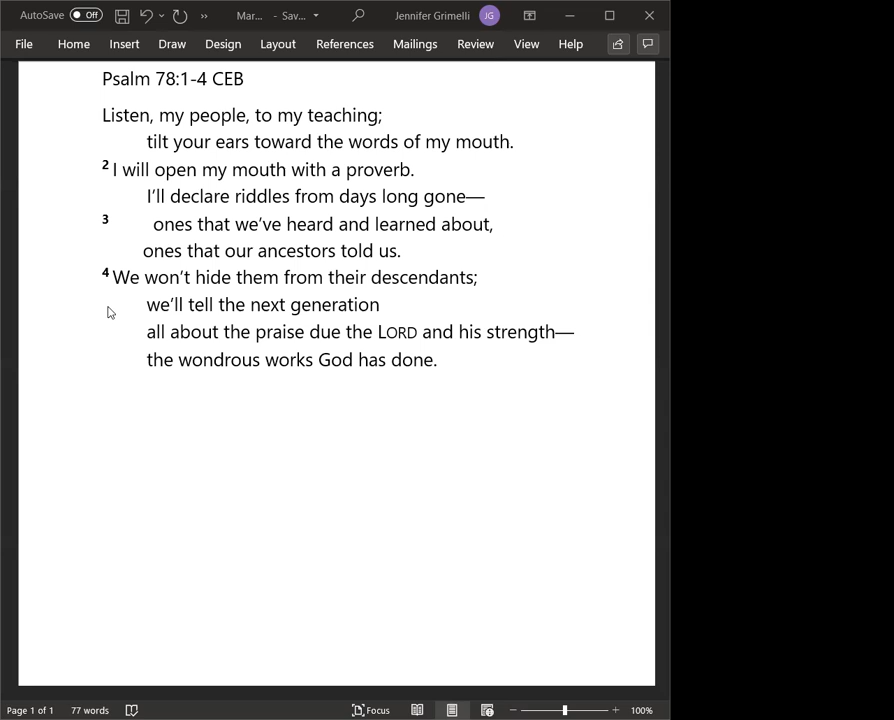 AutoSave Off Mar... - Sav... Jennifer Grimelli JG
File Home Insert Draw Design Layout References Mailings Review View Help
Psalm 78:1-4 CEB
Listen, my people, to my teaching;
tilt your ears toward the words of my mouth.
2 I will open my mouth with a proverb.
I’ll declare riddles from days long gone—
3 ones that we’ve heard and learned about,
ones that our ancestors told us.
4 We won’t hide them from their descendants;
we’ll tell the next generation
all about the praise due the LORD and his strength—
the wondrous works God has done.
Page 1 of 1 77 words Focus 100%